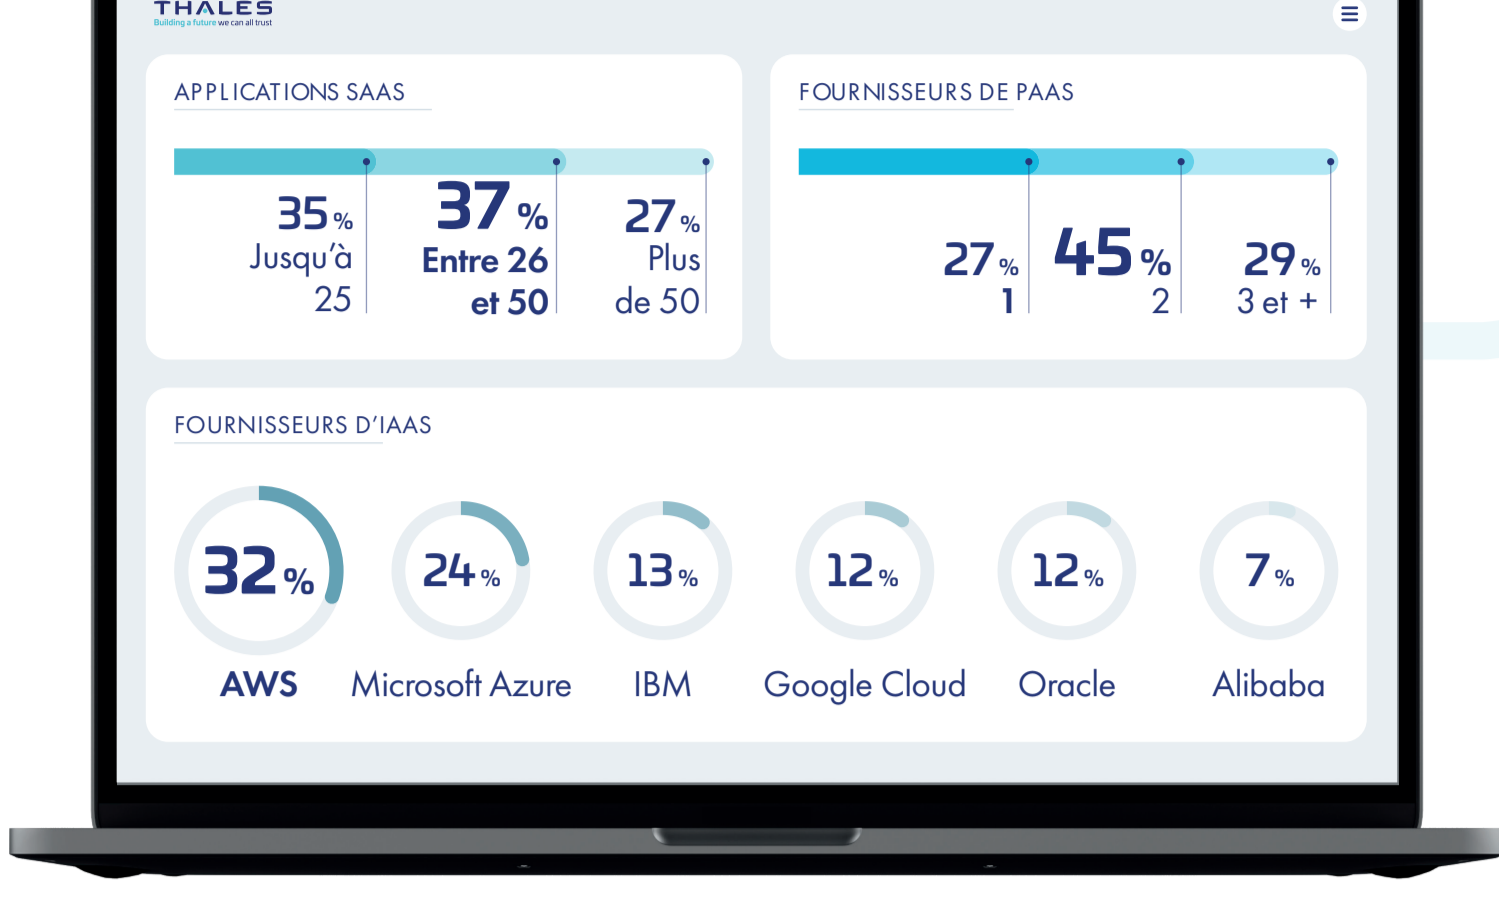 THALES
Building a future we can all trust
APPLICATIONS SAAS
35 %
Jusqu’à
25
37 %
Entre 26
et 50
27 %
Plus
de 50
FOURNISSEURS DE PAAS
27 %
1
45 %
2
29 %
3 et +
FOURNISSEURS D’IAAS
32 %
AWS
24 %
Microsoft Azure
13 %
IBM
12 %
Google Cloud
12 %
Oracle
7 %
Alibaba